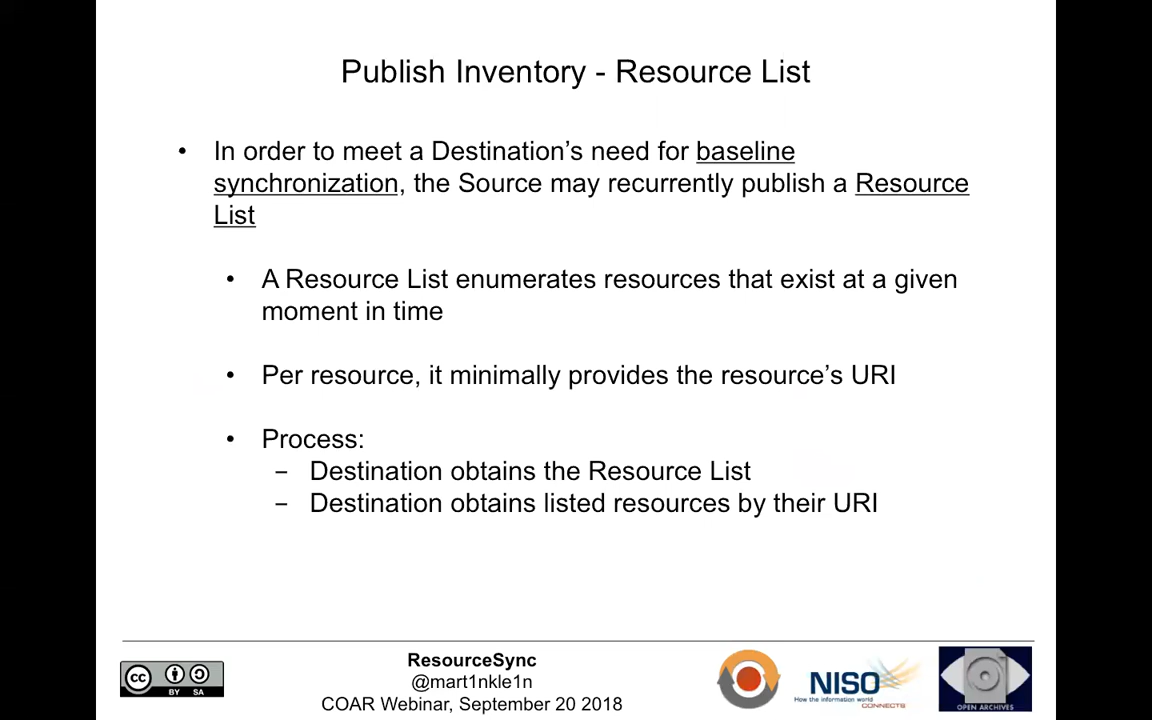 Publish Inventory - Resource List
• In order to meet a Destination’s need for baseline
synchronization, the Source may recurrently publish a Resource
List
• A Resource List enumerates resources that exist at a given
moment in time
• Per resource, it minimally provides the resource’s URI
• Process:
– Destination obtains the Resource List
– Destination obtains listed resources by their URI
cc
BY SA
ResourceSync
@mart1nkle1n
COAR Webinar, September 20 2018
NISO
How the information world
CONNECTS
OPEN ARCHIVES